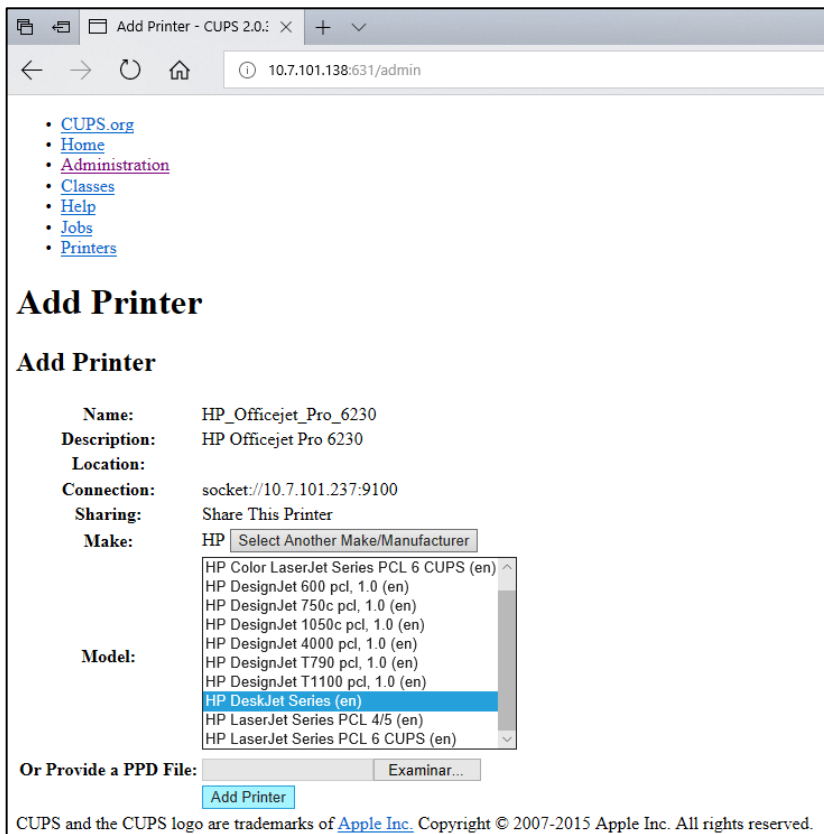 Add Printer - CUPS 2.0.:
10.7.101.138:631/admin
• CUPS.org
• Home
• Administration
• Classes
• Help
• Jobs
• Printers
Add Printer
Add Printer
Name: HP_Officejet_Pro_6230
Description: HP Officejet Pro 6230
Location:
Connection: socket://10.7.101.237:9100
Sharing: Share This Printer
Make: HP Select Another Make/Manufacturer
HP Color LaserJet Series PCL 6 CUPS (en)
HP DesignJet 600 pcl, 1.0 (en)
HP DesignJet 750c pcl, 1.0 (en)
HP DesignJet 1050c pcl, 1.0 (en)
HP DesignJet 4000 pcl, 1.0 (en)
Model: HP DesignJet T790 pcl, 1.0 (en)
HP DesignJet T1100 pcl, 1.0 (en)
HP DeskJet Series (en)
HP LaserJet Series PCL 4/5 (en)
HP LaserJet Series PCL 6 CUPS (en)
Or Provide a PPD File: Examinar...
Add Printer
CUPS and the CUPS logo are trademarks of Apple Inc. Copyright © 2007-2015 Apple Inc. All rights reserved.